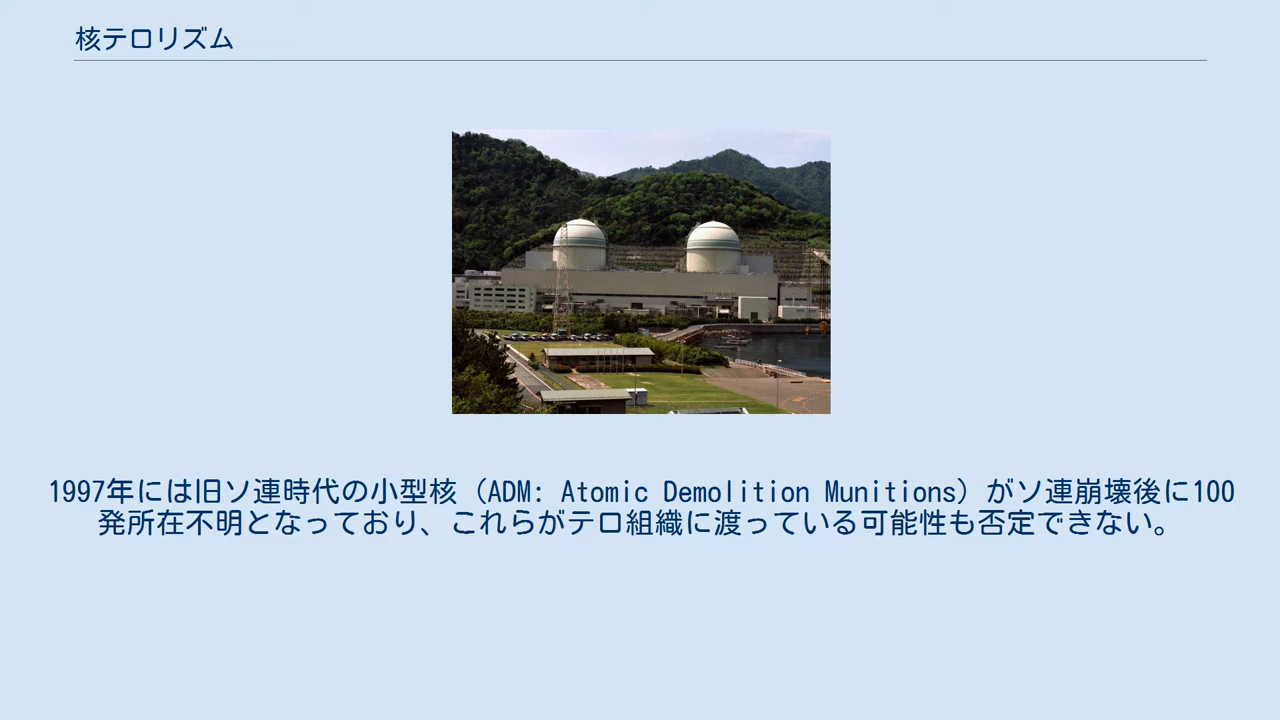 核テロリズム
1997年には旧ソ連時代の小型核（ADM: Atomic Demolition Munitions）がソ連崩壊後に100
発所在不明となっており、これらがテロ組織に渡っている可能性も否定できない。